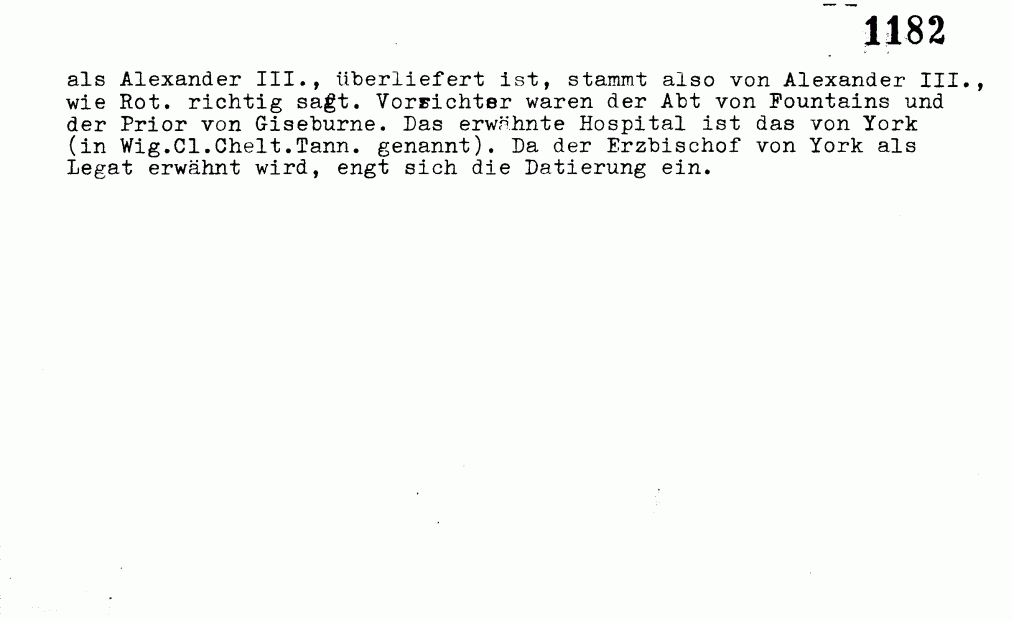 1182
als Alexander III., überliefert ist, stammt also von Alexander III.,
wie Rot. richtig sagt. Vorrichter waren der Abt von Fountains und
der Prior von Giseburne. Das erwähnte Hospital ist das von York
(in Wig.Cl.Chelt.Tann. genannt). Da der Erzbischof von York als
Legat erwähnt wird, engt sich die Datierung ein.